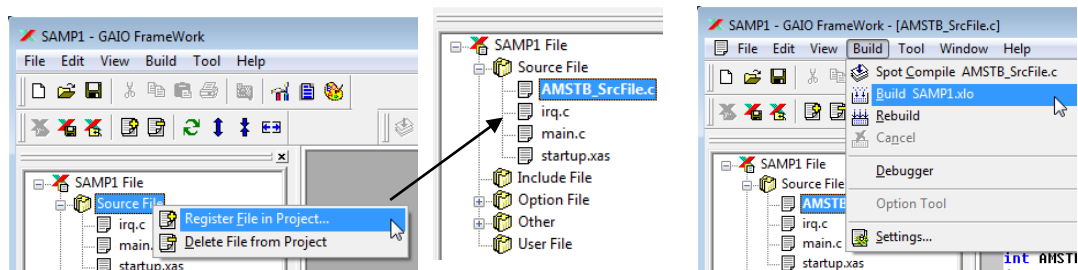 SAMP1 - GAIO FrameWork
File Edit View Build Tool Help
SAMP1 File
Source File
irq.c
main.
startup.xas
Register File in Project...
Delete File from Project
SAMP1 File
Source File
AMSTB_SrcFile.c
irq.c
main.c
startup.xas
Include File
Option File
Other
User File
SAMP1 - GAIO FrameWork - [AMSTB_SrcFile.c]
File Edit View Build Tool Window Help
Spot Compile AMSTB_SrcFile.c
Build SAMP1.xlo
Rebuild
Cancel
Debugger
Option Tool
Settings...
SAMP1 File
Source File
AMSTB
irq.c
main.c
startup.xas
int AMST